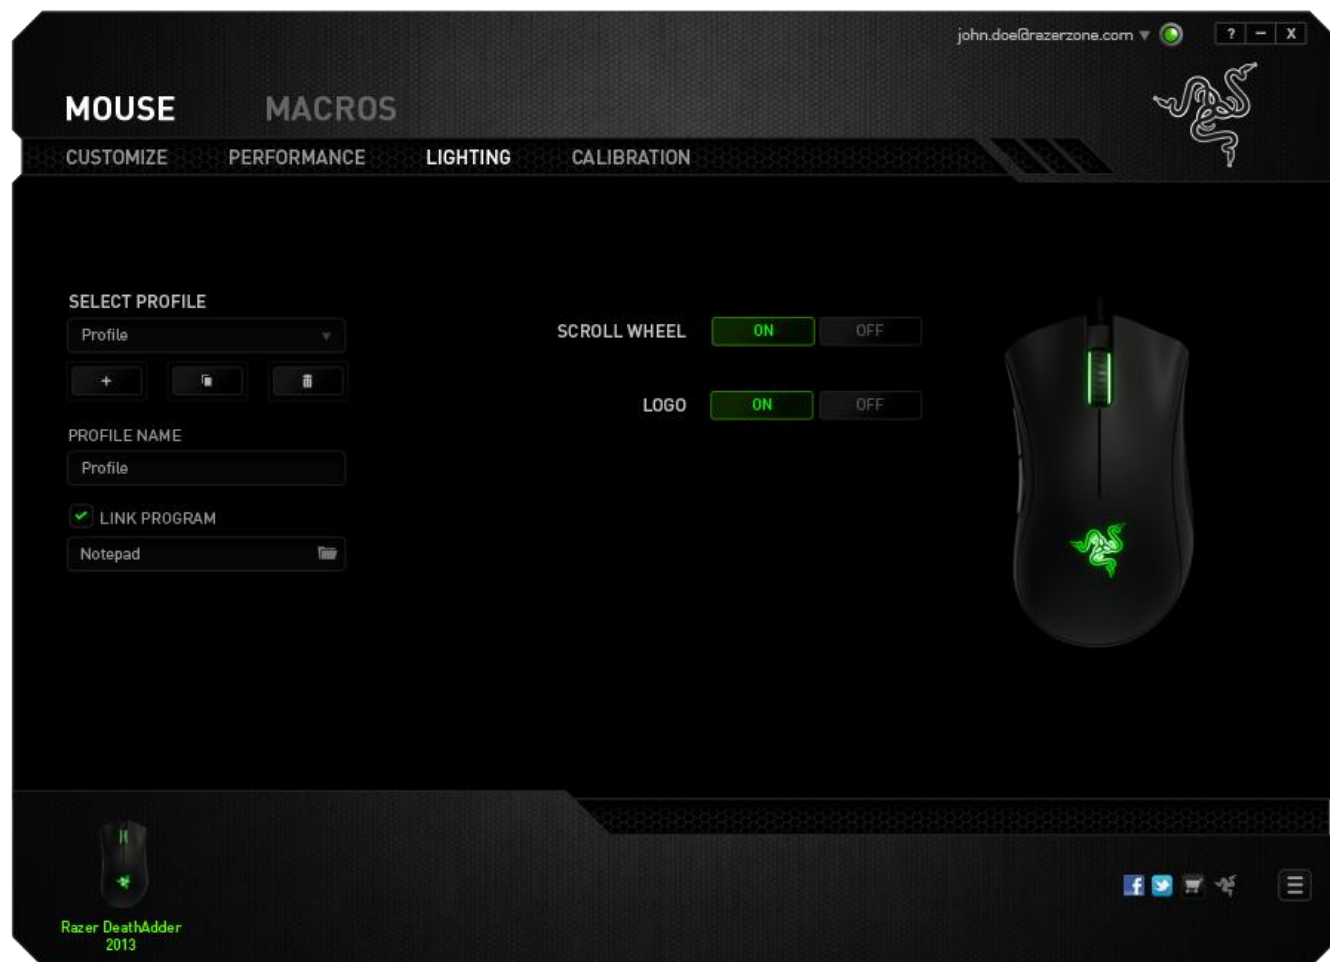 john.doe@razerzone.com
? – X
MOUSE MACROS
CUSTOMIZE PERFORMANCE LIGHTING CALIBRATION
SELECT PROFILE
Profile
+
PROFILE NAME
Profile
LINK PROGRAM
Notepad
SCROLL WHEEL ON OFF
LOGO ON OFF
Razer DeathAdder
2013